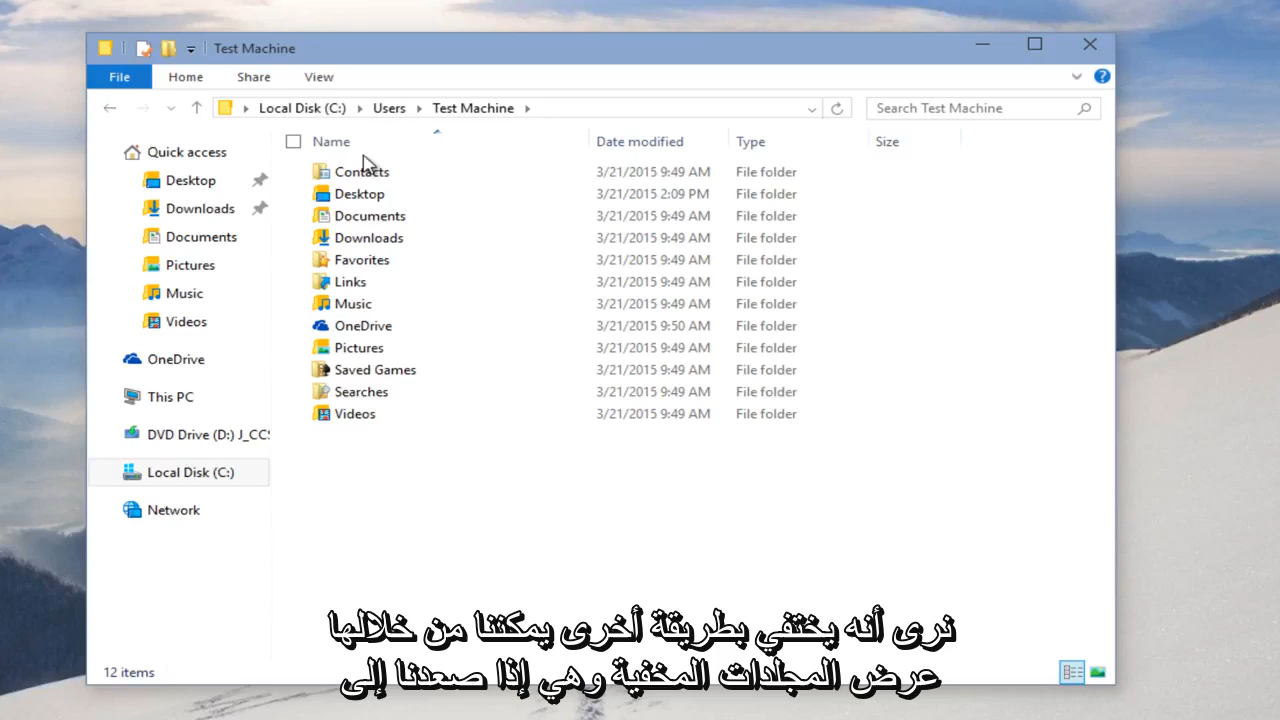 Test Machine
File Home Share View
Local Disk (C:) Users Test Machine
Search Test Machine
Name Date modified Type Size
Quick access
Desktop
Downloads
Documents
Pictures
Music
Videos
OneDrive
This PC
DVD Drive (D:) J_CCS
Local Disk (C:)
Network
Contacts 3/21/2015 9:49 AM File folder
Desktop 3/21/2015 2:09 PM File folder
Documents 3/21/2015 9:49 AM File folder
Downloads 3/21/2015 9:49 AM File folder
Favorites 3/21/2015 9:49 AM File folder
Links 3/21/2015 9:49 AM File folder
Music 3/21/2015 9:49 AM File folder
OneDrive 3/21/2015 9:50 AM File folder
Pictures 3/21/2015 9:49 AM File folder
Saved Games 3/21/2015 9:49 AM File folder
Searches 3/21/2015 9:49 AM File folder
Videos 3/21/2015 9:49 AM File folder
نرى أنه يختفي بطريقة أخرى يمكننا من خلالها
عرض المجلدات المخفية وهي إذا صعدنا إلى
12 items